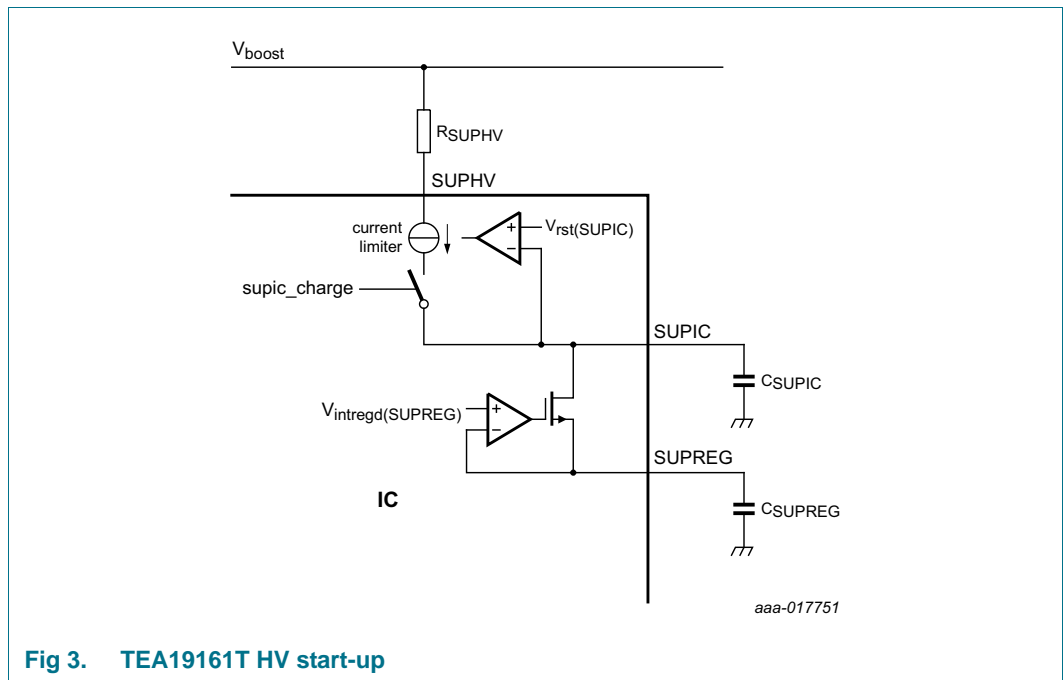 Vboost
RSUPHV
SUPHV
current
limiter
+
Vrst(SUPIC)
−
supic_charge
SUPIC
CSUPIC
Vintregd(SUPREG)
+
−
SUPREG
IC
CSUPREG
aaa-017751
Fig 3. TEA19161T HV start-up